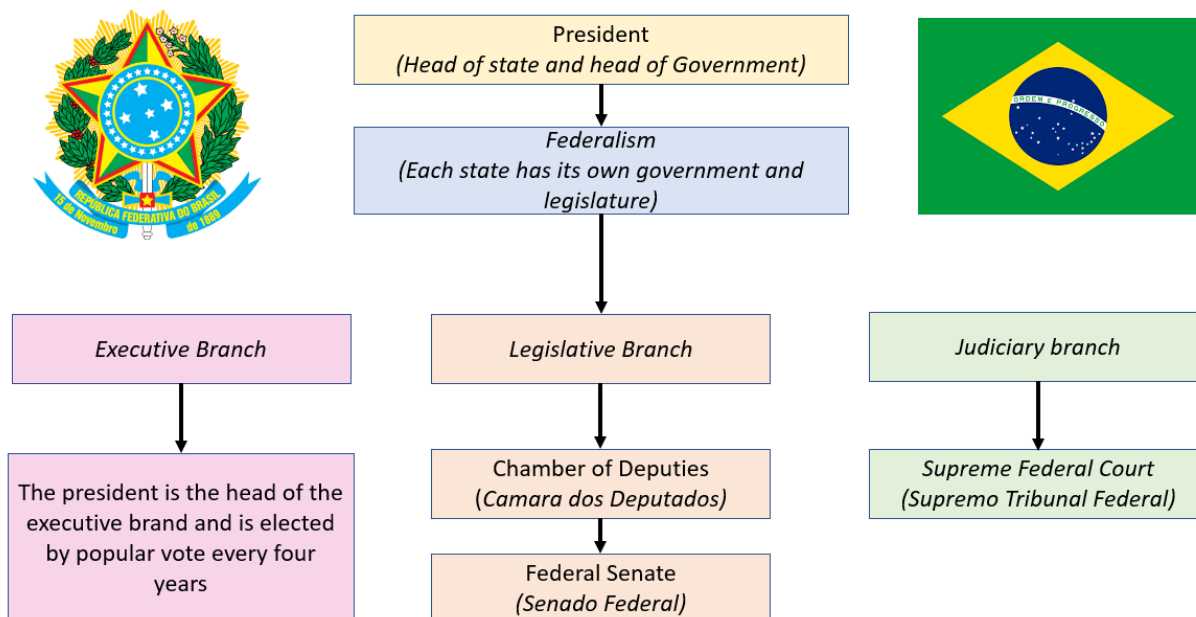 President
(Head of state and head of Government)
ORDEM E PROGRESSO
Federalism
(Each state has its own government and
legislature)
REPÚBLICA FEDERATIVA DO BRASIL
15 de Novembro
de 1889
Executive Branch
Legislative Branch
Judiciary branch
The president is the head of the
executive brand and is elected
by popular vote every four
years
Chamber of Deputies
(Camara dos Deputados)
Federal Senate
(Senado Federal)
Supreme Federal Court
(Supremo Tribunal Federal)